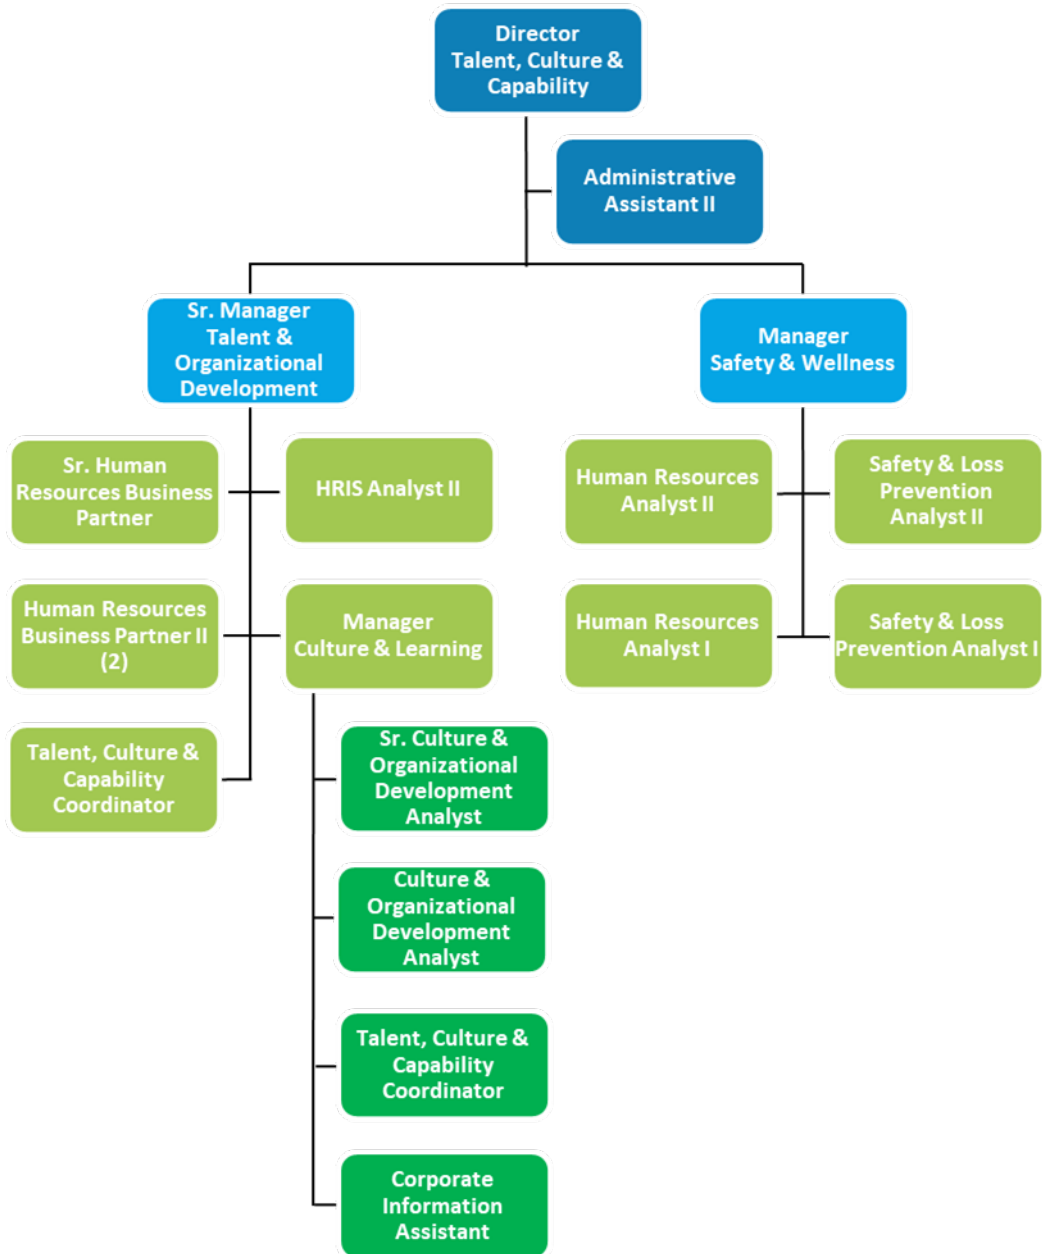 Director
Talent, Culture &
Capability
Administrative
Assistant II
Sr. Manager
Talent &
Organizational
Development
Manager
Safety & Wellness
Sr. Human
Resources Business
Partner
HRIS Analyst II
Human Resources
Analyst II
Safety & Loss
Prevention
Analyst II
Human Resources
Business Partner II
(2)
Manager
Culture & Learning
Human Resources
Analyst I
Safety & Loss
Prevention Analyst I
Talent, Culture &
Capability
Coordinator
Sr. Culture &
Organizational
Development
Analyst
Culture &
Organizational
Development
Analyst
Talent, Culture &
Capability
Coordinator
Corporate
Information
Assistant